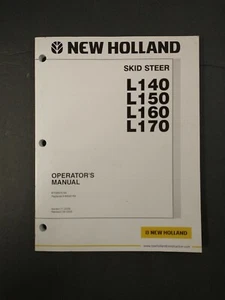 NEW HOLLAND
SKID STEER
L140
L150
L160
L170
OPERATOR'S
MANUAL
NEW HOLLAND